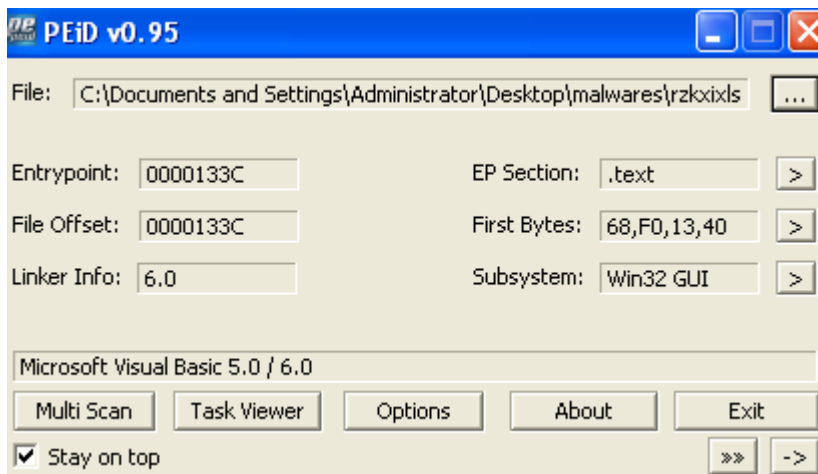 PEiD v0.95
File: C:\Documents and Settings\Administrator\Desktop\malwares\rzkxixls ...
Entrypoint: 0000133C EP Section: .text >
File Offset: 0000133C First Bytes: 68,F0,13,40 >
Linker Info: 6.0 Subsystem: Win32 GUI >
Microsoft Visual Basic 5.0 / 6.0
Multi Scan Task Viewer Options About Exit
Stay on top »» ->